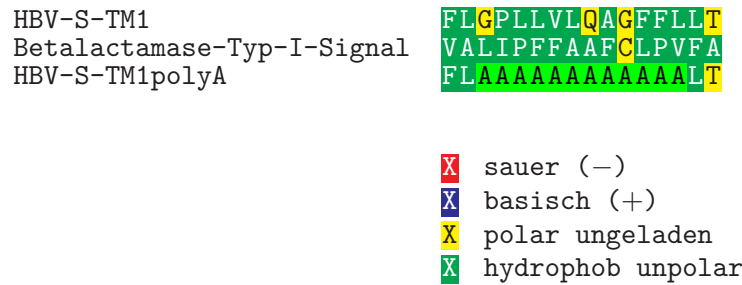 HBV-S-TM1 FLGPLLVLQAGFFLLT
Betalactamase-Typ-I-Signal VALIPFFAAFCLPVFA
HBV-S-TM1polyA FLAAAAAAAAAAAALT
X sauer (−)
X basisch (+)
X polar ungeladen
X hydrophob unpolar